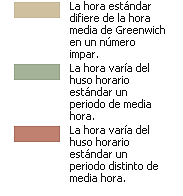 La hora estándar
difiere de la hora
media de Greenwich
en un número
impar.
La hora varía del
huso horario
estándar un
periodo de media
hora.
La hora varía del
huso horario
estándar un
periodo distinto de
media hora.